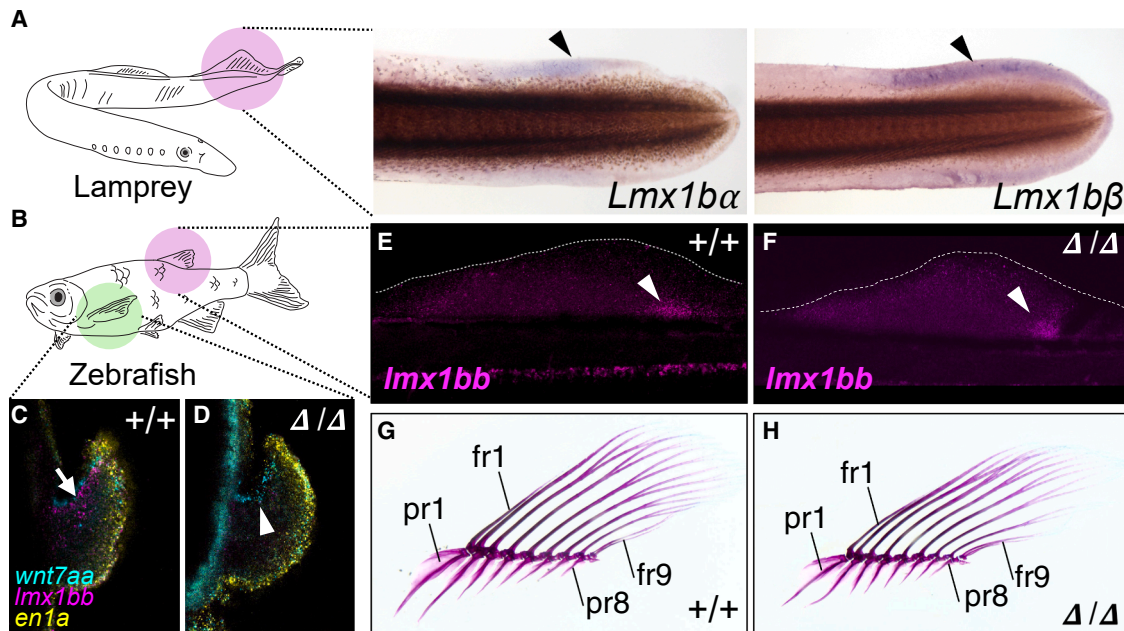 A
Lamprey
Lmx1bα
Lmx1bβ
B
Zebrafish
C
+/+
D
Δ/Δ
wnt7aa
lmx1bb
en1a
E
+/+
lmx1bb
F
Δ/Δ
lmx1bb
G
fr1
pr1
fr9
pr8
+/+
H
fr1
pr1
fr9
pr8
Δ/Δ